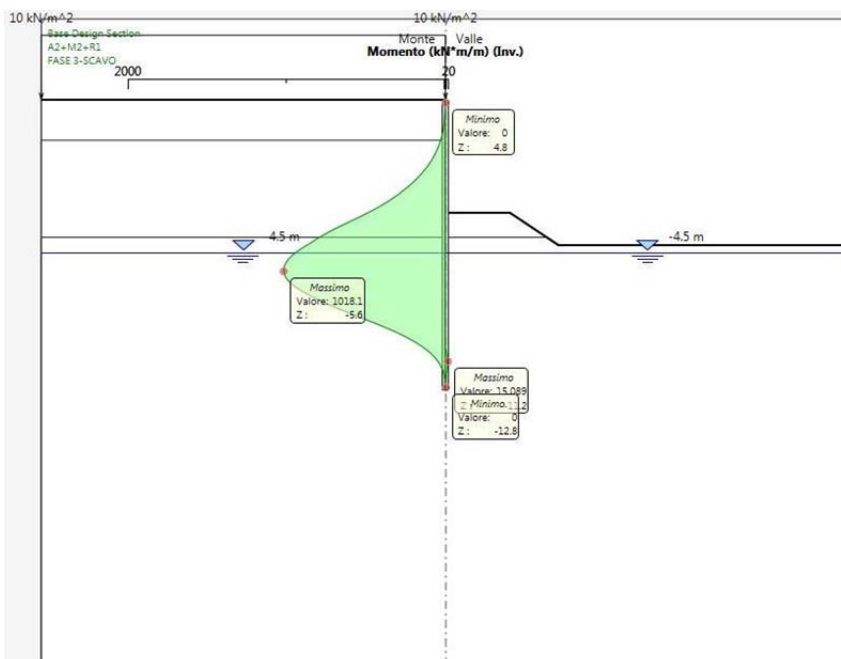 10 kN/m^2
10 kN/m^2
Base Design Section
A2+M2+R1
FASE 3-SCAVO
Monte
Valle
Momento (kN*m/m) (Inv.)
2000
20
Minimo
Valore: 0
Z : 4.8
4.5 m
-4.5 m
Massimo
Valore: 1018.1
Z : -5.6
Massimo
Valore: 15.089
Minimo
Valore: 0
Z : -12.8